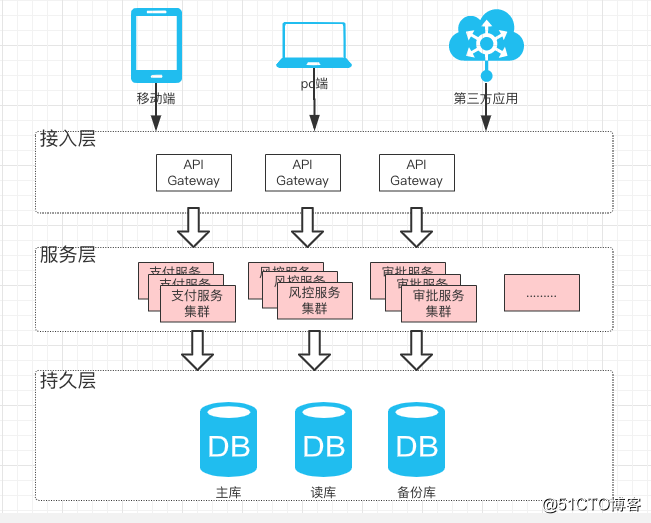 移动端
pc端
第三方应用
接入层
API
Gateway
API
Gateway
API
Gateway
服务层
支付服务
支付服务
支付服务
集群
风控服务
风控服务
风控服务
集群
审批服务
审批服务
审批服务
集群
.........
持久层
DB
DB
DB
主库
读库
备份库
@51CTO博客